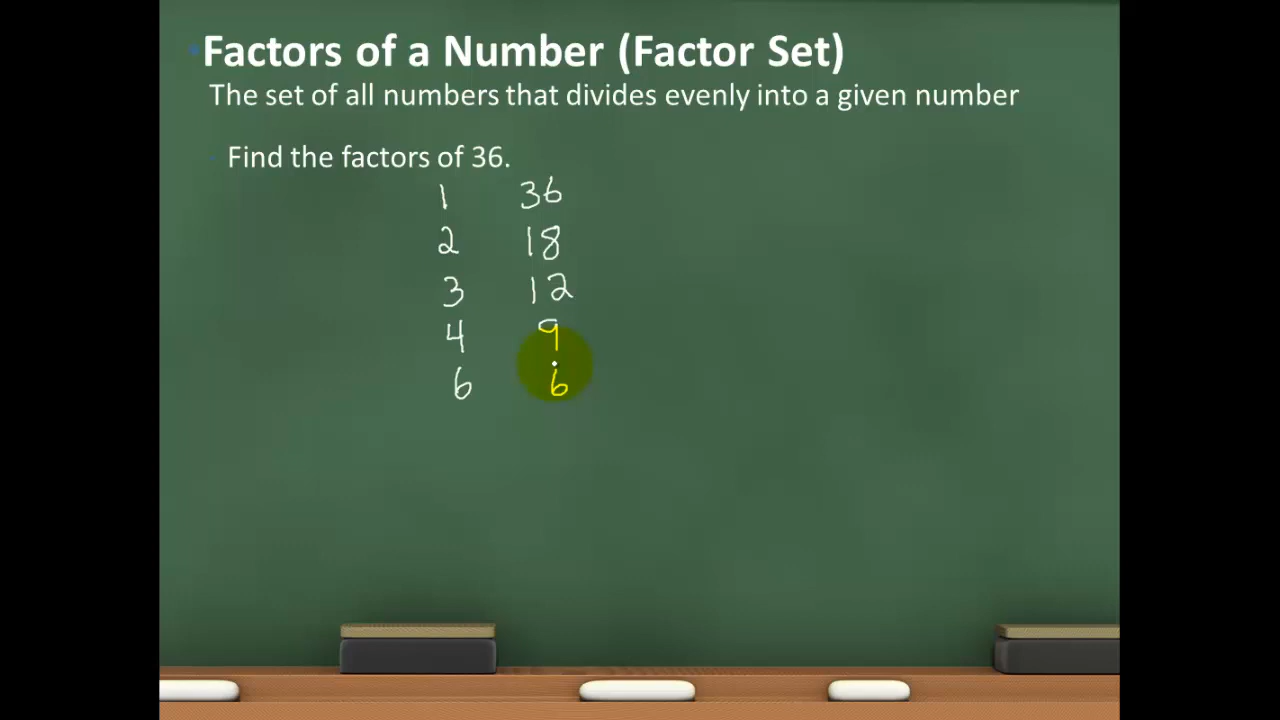 Factors of a Number (Factor Set)
The set of all numbers that divides evenly into a given number
Find the factors of 36.
1 36
2 18
3 12
4 9
6 6